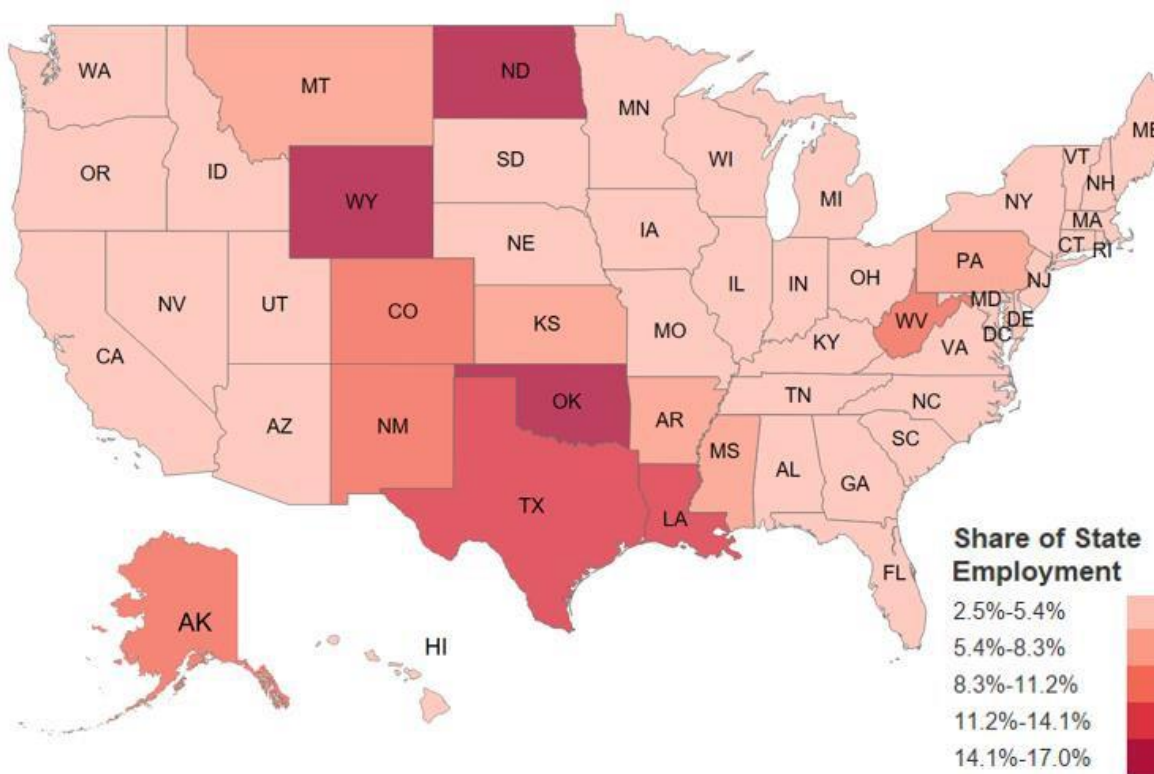 WA
MT
ND
MN
ME
OR
ID
SD
WI
VT
NH
WY
MI
NY
MA
NE
IA
CT
RI
PA
NV
UT
CO
IL
IN
OH
NJ
KS
MO
MD
DE
CA
WV
DC
KY
VA
OK
TN
NC
AZ
NM
AR
SC
MS
AL
GA
TX
LA
FL
AK
HI
Share of State
Employment
2.5%-5.4%
5.4%-8.3%
8.3%-11.2%
11.2%-14.1%
14.1%-17.0%